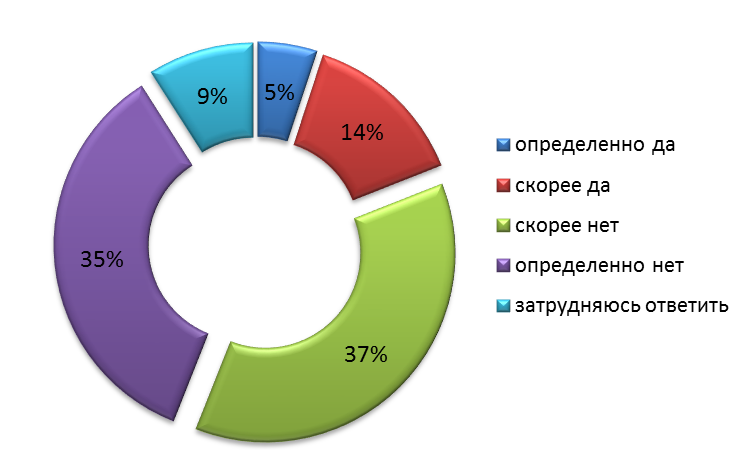 5%
14%
37%
35%
9%
определенно да
скорее да
скорее нет
определенно нет
затрудняюсь ответить